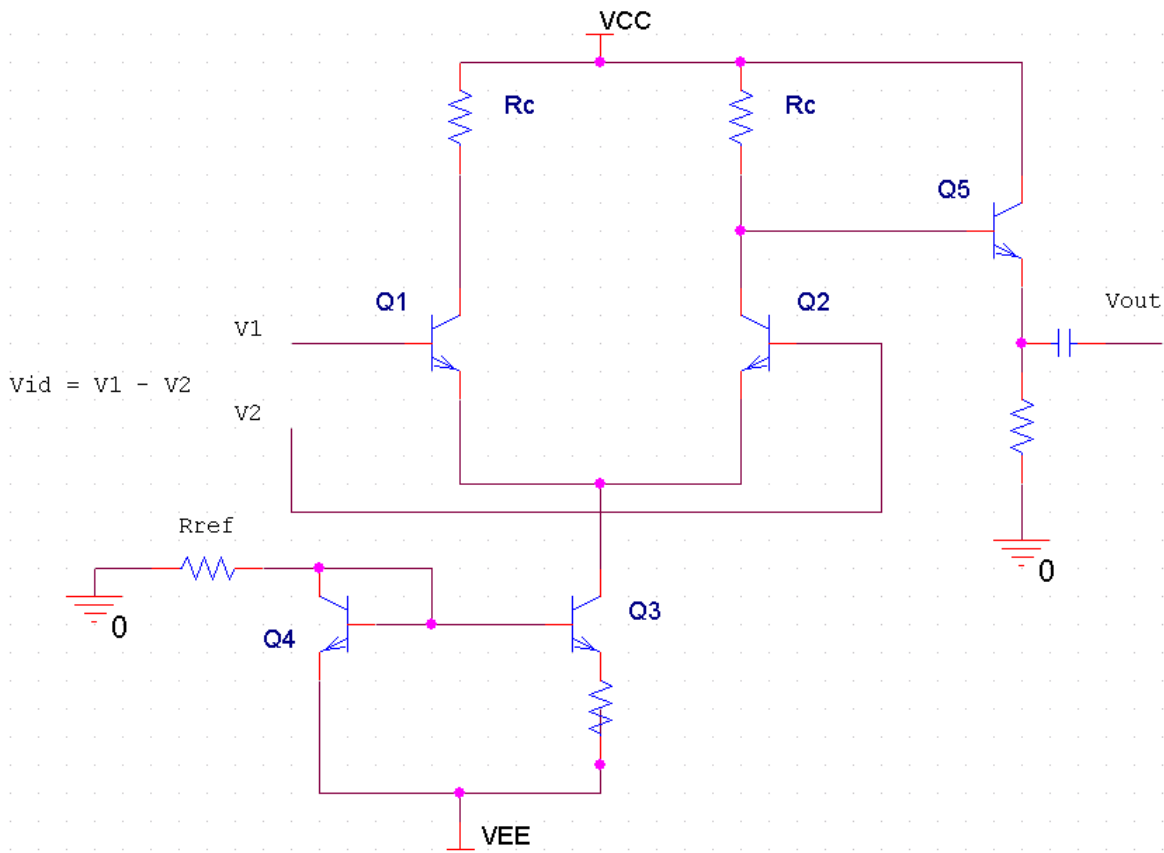 VCC
Rc
Rc
Q5
Q1
Q2
Vout
V1
Vid = V1 - V2
V2
Rref
0
0
Q4
Q3
VEE